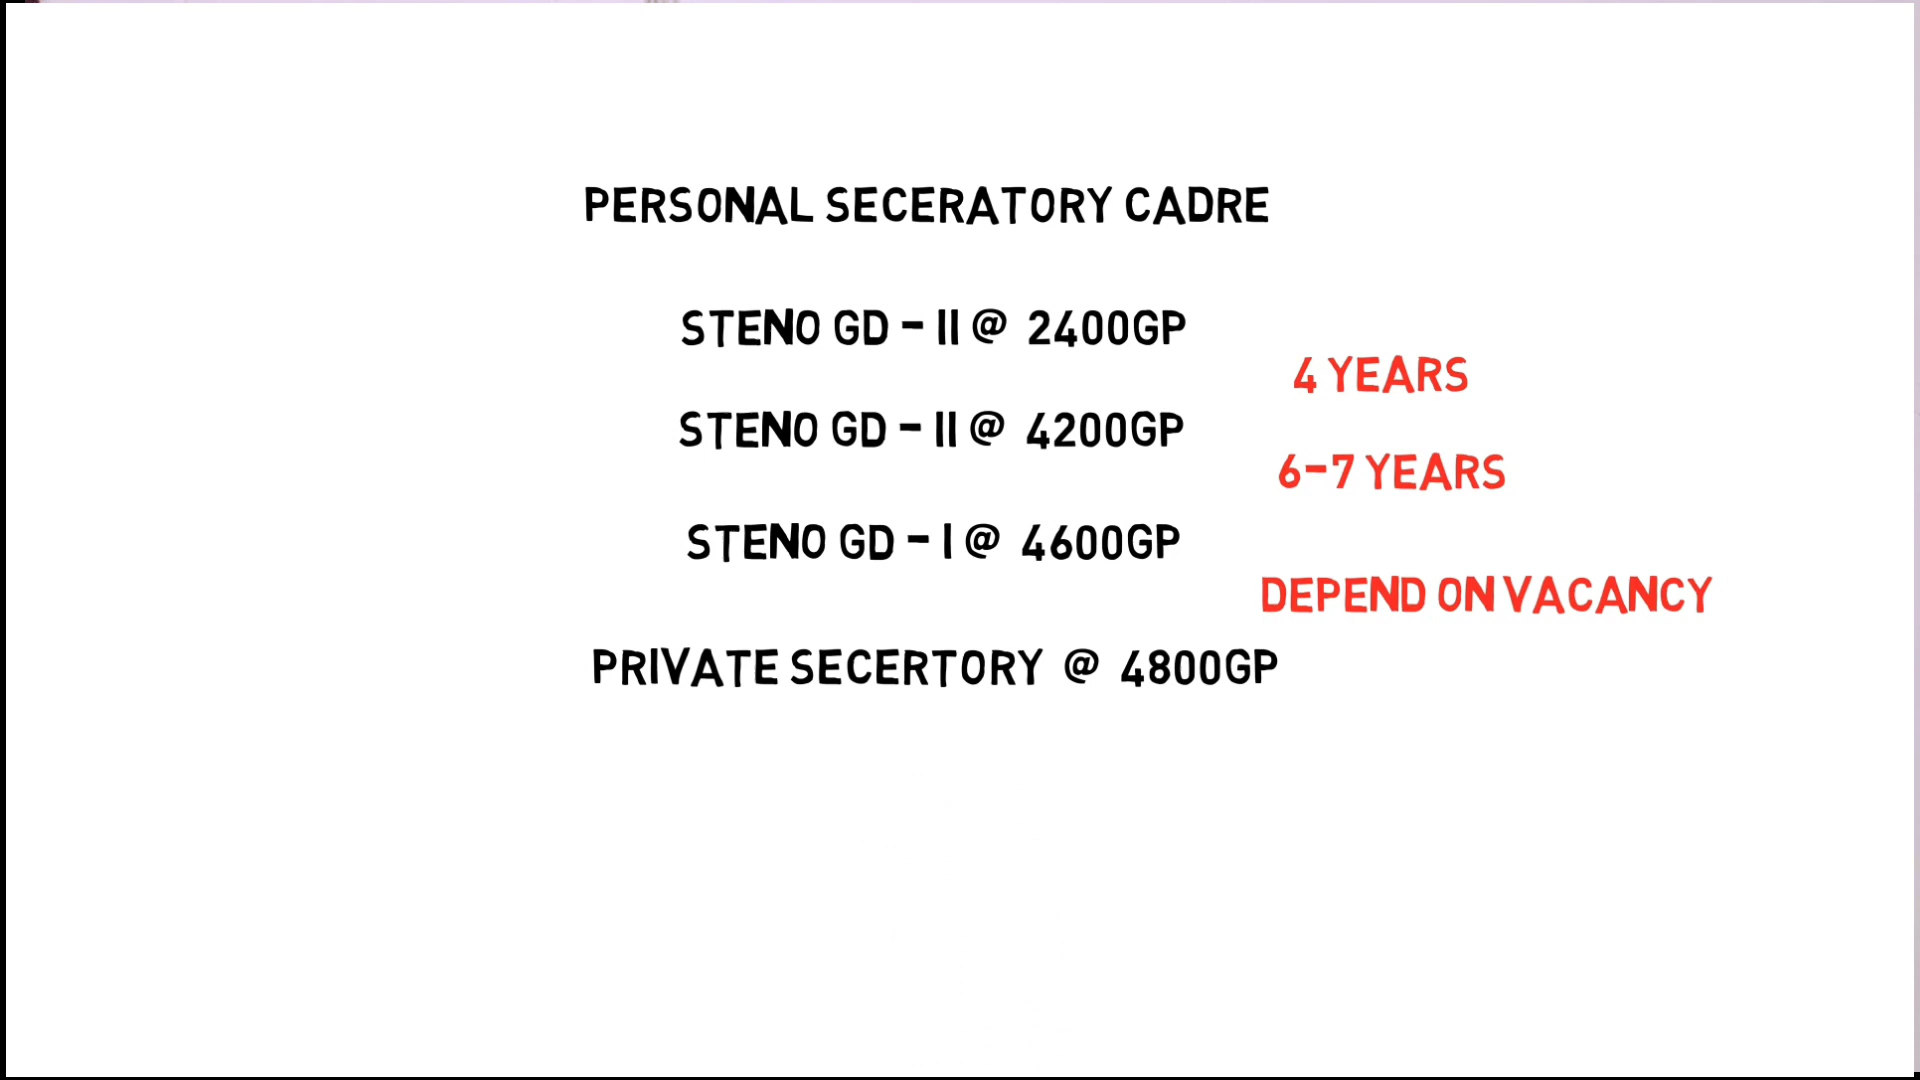 PERSONAL SECERATORY CADRE
STENO GD - II @ 2400GP
4 YEARS
STENO GD - II @ 4200GP
6-7 YEARS
STENO GD - I @ 4600GP
DEPEND ON VACANCY
PRIVATE SECERTORY @ 4800GP